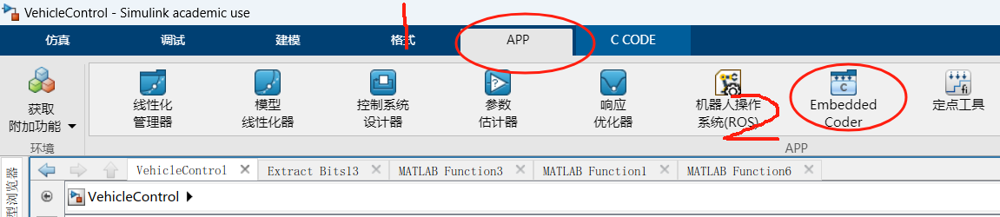 VehicleControl - Simulink academic use
仿真 调试 建模 格式 APP C CODE
获取
附加功能
线性化
管理器
模型
线性化器
控制系统
设计器
参数
估计器
响应
优化器
机器人操作
系统(ROS)
Embedded
Coder
定点工具
环境 APP
VehicleControl Extract Bits13 MATLAB Function3 MATLAB Function1 MATLAB Function6
型浏览器
VehicleControl
1
2